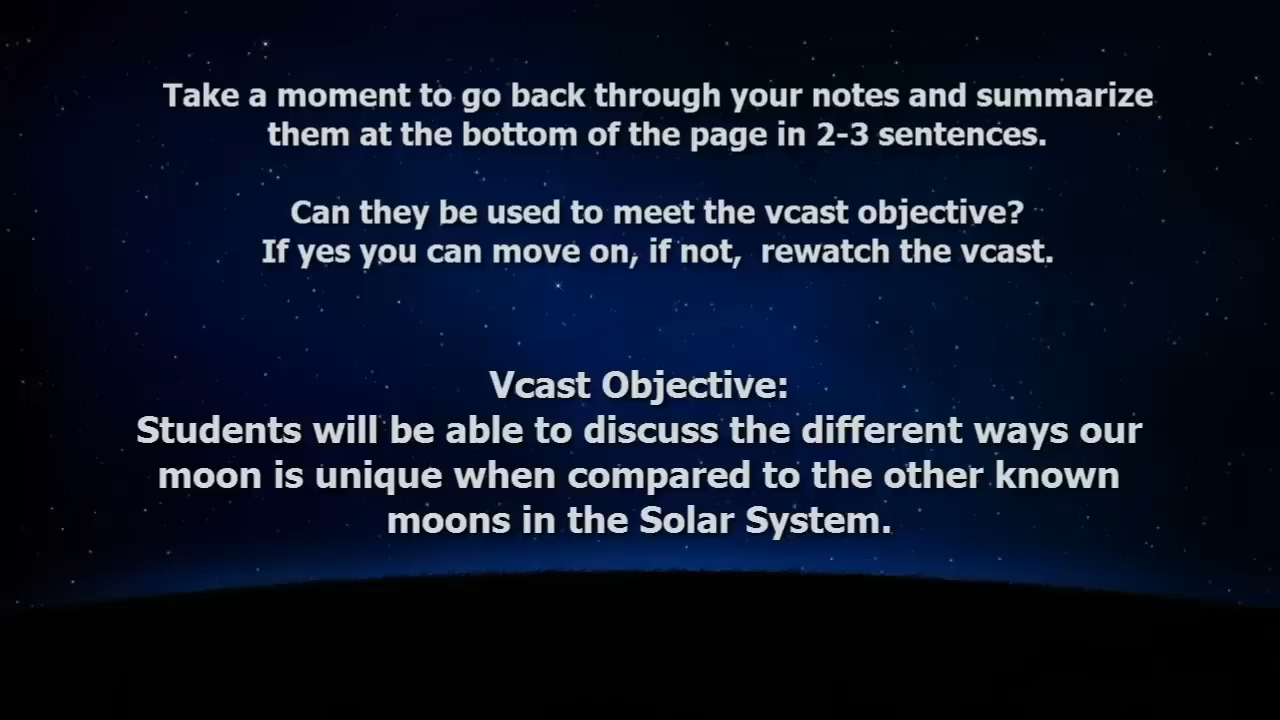 Take a moment to go back through your notes and summarize
them at the bottom of the page in 2-3 sentences.
Can they be used to meet the vcast objective?
If yes you can move on, if not,  rewatch the vcast.
Vcast Objective:
Students will be able to discuss the different ways our
moon is unique when compared to the other known
moons in the Solar System.